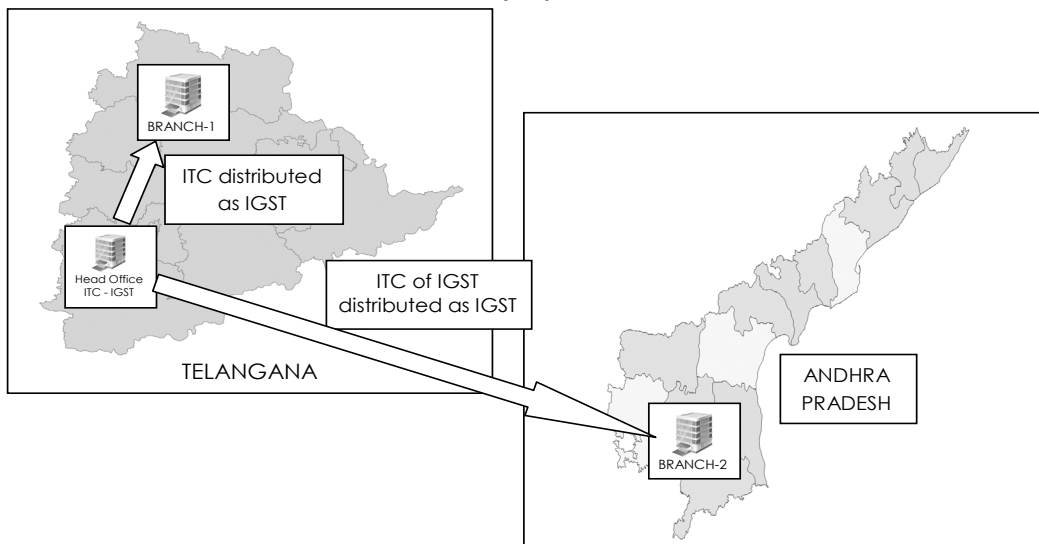 BRANCH-1
ITC distributed
as IGST
Head Office
ITC - IGST
ITC of IGST
distributed as IGST
TELANGANA
ANDHRA
PRADESH
BRANCH-2